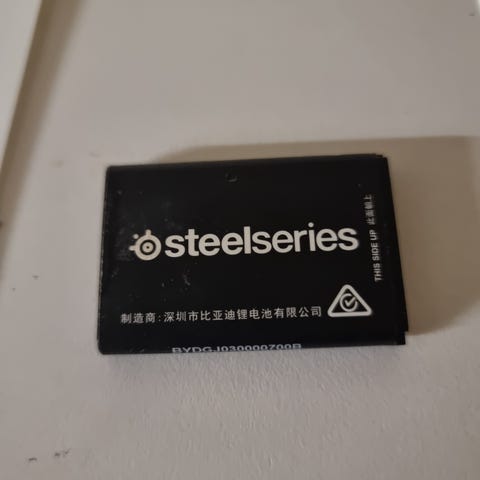 steelseries
制造商:深圳市比亚迪锂电池有限公司
BYDGJ030000700B
THIS SIDE UP 此面朝上